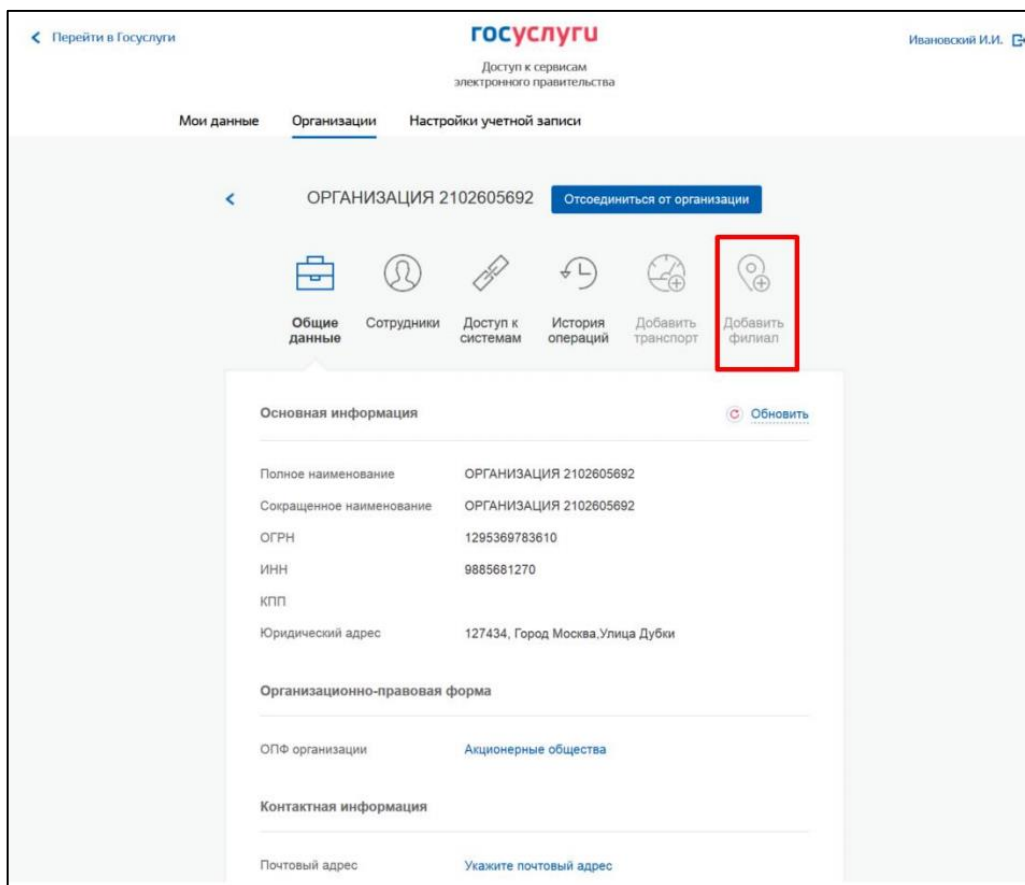 Перейти в Госуслуги
госуслуги
Ивановский И.И.
Доступ к сервисам
электронного правительства
Мои данные Организации Настройки учетной записи
ОРГАНИЗАЦИЯ 2102605692 Отсоединиться от организации
Общие данные
Сотрудники
Доступ к системам
История операций
Добавить транспорт
Добавить филиал
Основная информация Обновить
Полное наименование ОРГАНИЗАЦИЯ 2102605692
Сокращенное наименование ОРГАНИЗАЦИЯ 2102605692
ОГРН 1295369783610
ИНН 9885681270
КПП
Юридический адрес 127434, Город Москва,Улица Дубки
Организационно-правовая форма
ОПФ организации Акционерные общества
Контактная информация
Почтовый адрес Укажите почтовый адрес